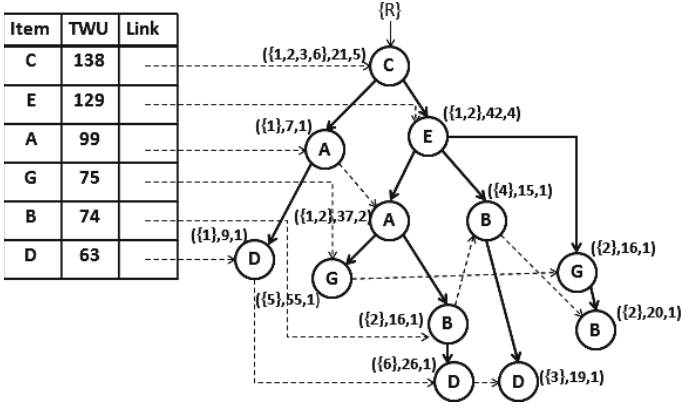 {R}
Item TWU Link
C 138
E 129
A 99
G 75
B 74
D 63
({1,2,3,6},21,5)
C
({1},7,1)
A
({1,2},42,4)
E
({1,2},37,2)
A
({4},15,1)
B
({1},9,1)
D
({5},55,1)
G
({2},16,1)
G
({2},16,1)
B
({2},20,1)
B
({6},26,1)
D
({3},19,1)
D